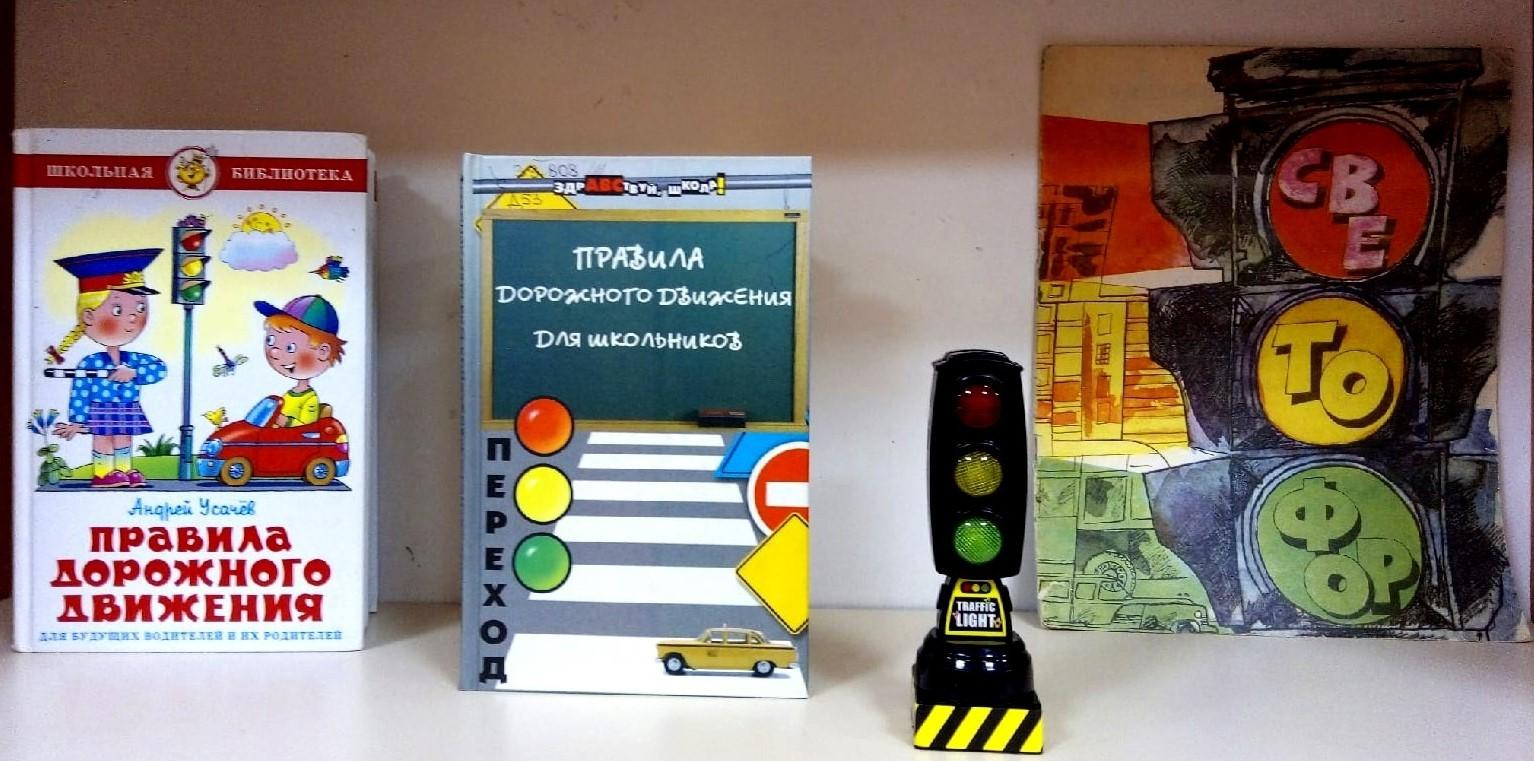 ШКОЛЬНАЯ БИБЛИОТЕКА
Андрей Усачёв
ПРАВИЛА
ДОРОЖНОГО
ДВИЖЕНИЯ
ДЛЯ БУДУЩИХ ВОДИТЕЛЕЙ И ИХ РОДИТЕЛЕЙ
ЗДРАВСТВУЙ, ШКОЛА!
ПРАВИЛА
ДОРОЖНОГО ДВИЖЕНИЯ
ДЛЯ ШКОЛЬНИКОВ
ПЕРЕХОД
TRAFFIC
LIGHT
СВЕ
ТО
ФОР